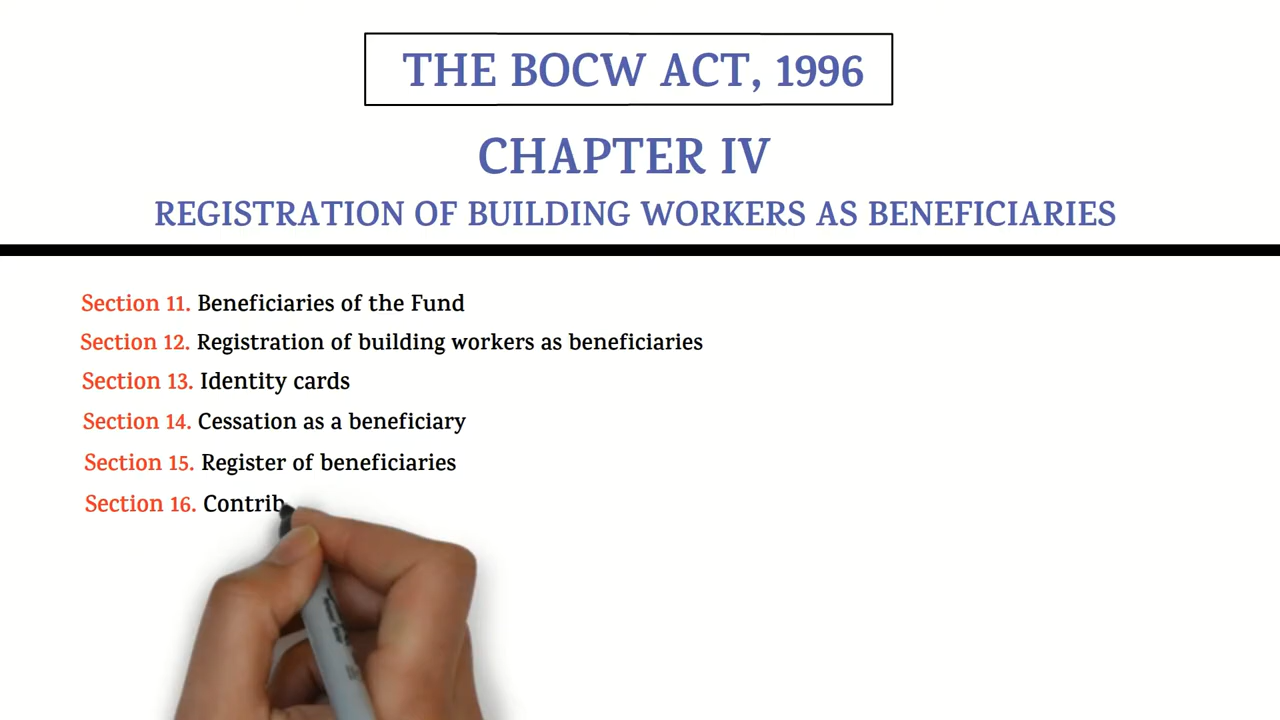 THE BOCW ACT, 1996
CHAPTER IV
REGISTRATION OF BUILDING WORKERS AS BENEFICIARIES
Section 11. Beneficiaries of the Fund
Section 12. Registration of building workers as beneficiaries
Section 13. Identity cards
Section 14. Cessation as a beneficiary
Section 15. Register of beneficiaries
Section 16. Contrib